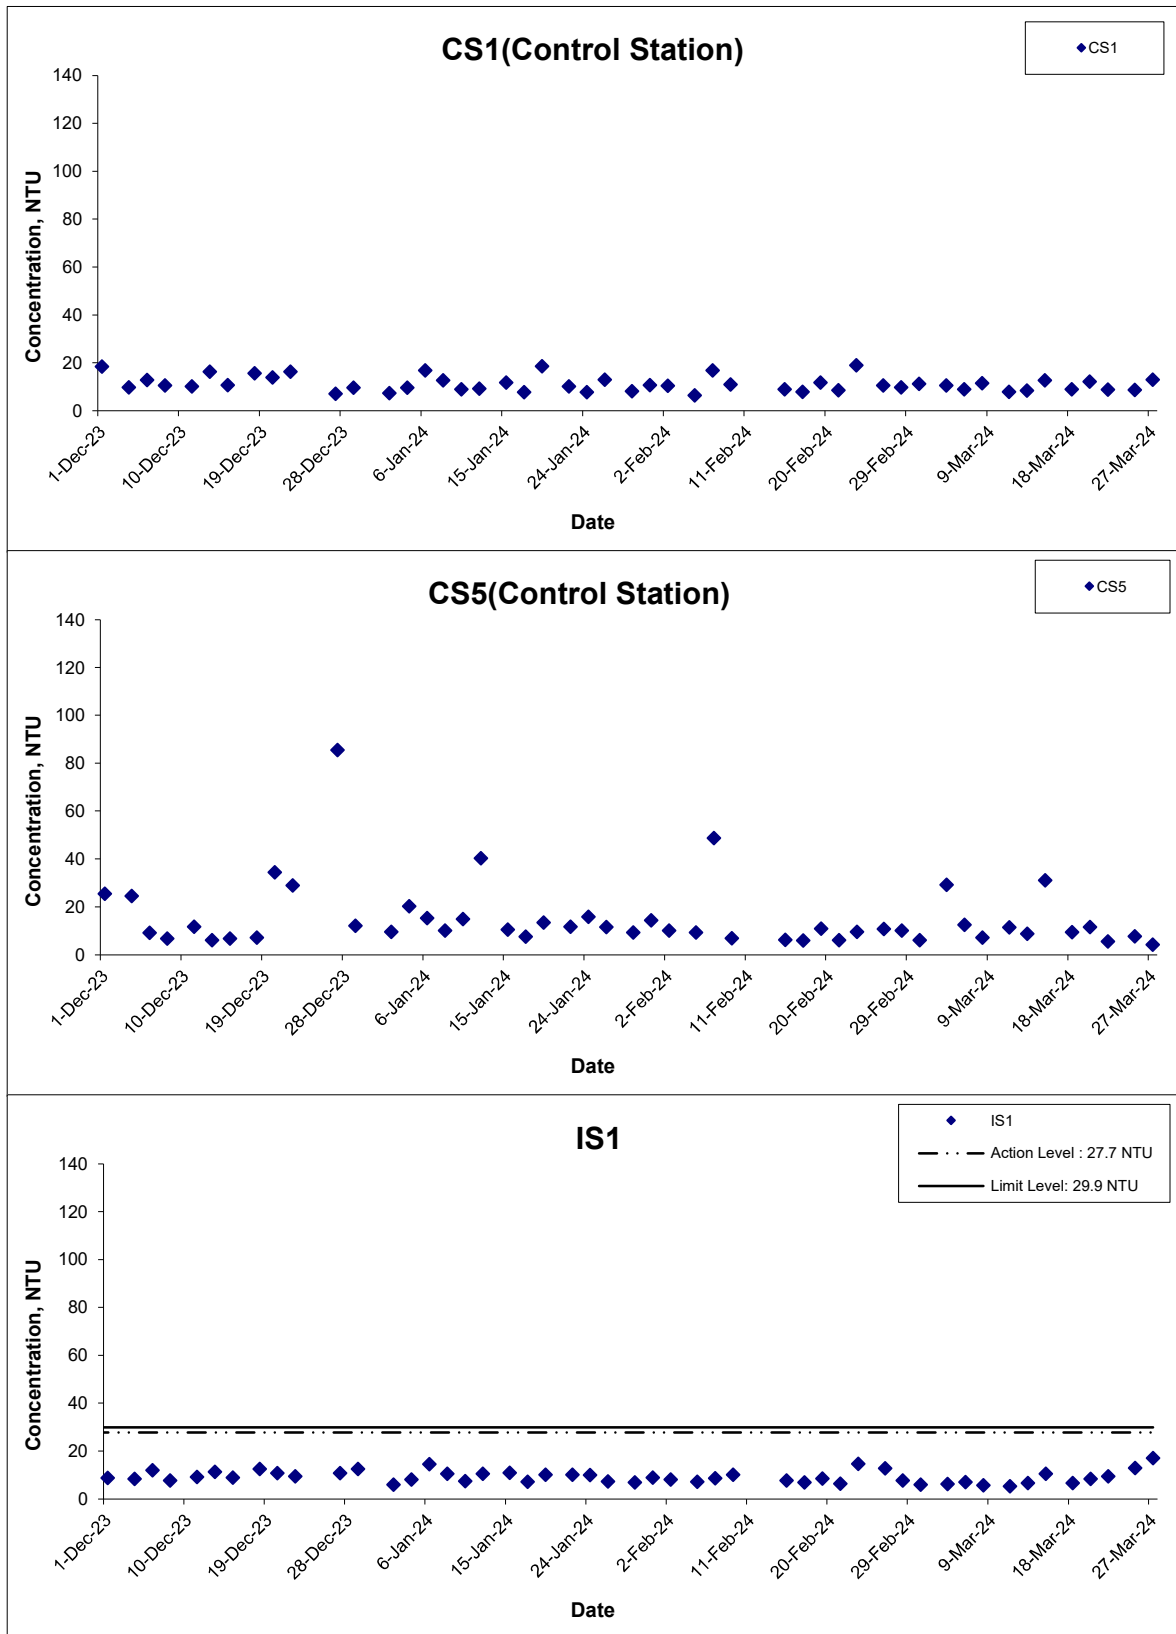 CS1(Control Station)
CS1
Concentration, NTU
140
120
100
80
60
40
20
0
1-Dec-23
10-Dec-23
19-Dec-23
28-Dec-23
6-Jan-24
15-Jan-24
24-Jan-24
2-Feb-24
11-Feb-24
20-Feb-24
29-Feb-24
9-Mar-24
18-Mar-24
27-Mar-24
Date
CS5(Control Station)
CS5
Concentration, NTU
140
120
100
80
60
40
20
0
1-Dec-23
10-Dec-23
19-Dec-23
28-Dec-23
6-Jan-24
15-Jan-24
24-Jan-24
2-Feb-24
11-Feb-24
20-Feb-24
29-Feb-24
9-Mar-24
18-Mar-24
27-Mar-24
Date
IS1
IS1
Action Level : 27.7 NTU
Limit Level: 29.9 NTU
Concentration, NTU
140
120
100
80
60
40
20
0
1-Dec-23
10-Dec-23
19-Dec-23
28-Dec-23
6-Jan-24
15-Jan-24
24-Jan-24
2-Feb-24
11-Feb-24
20-Feb-24
29-Feb-24
9-Mar-24
18-Mar-24
27-Mar-24
Date